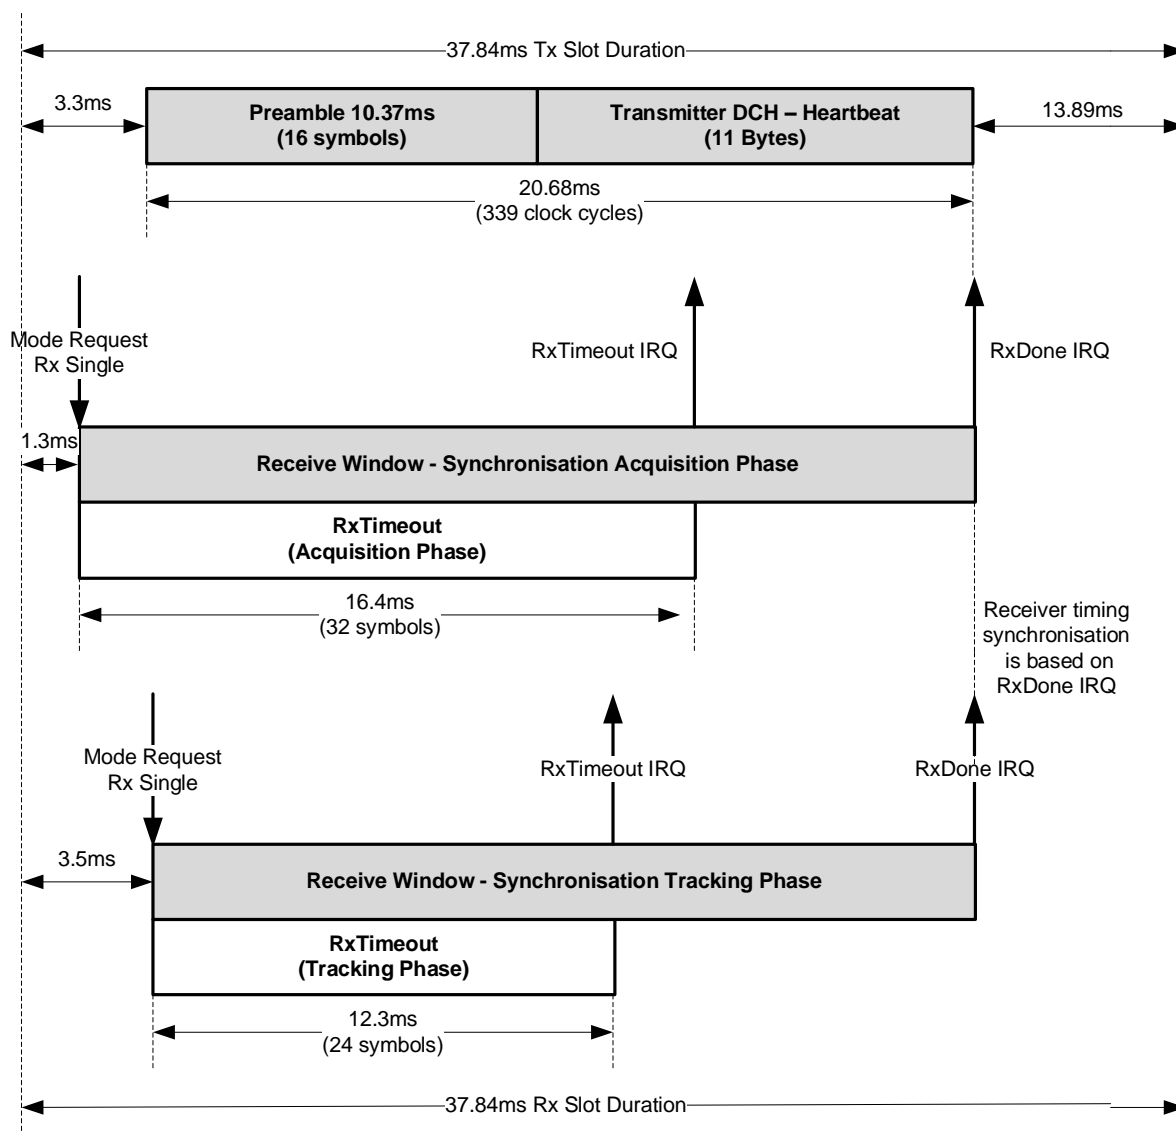 37.84ms Tx Slot Duration
3.3ms
Preamble 10.37ms
(16 symbols)
Transmitter DCH – Heartbeat
(11 Bytes)
13.89ms
20.68ms
(339 clock cycles)
Mode Request
Rx Single
RxTimeout IRQ
RxDone IRQ
1.3ms
Receive Window - Synchronisation Acquisition Phase
RxTimeout
(Acquisition Phase)
16.4ms
(32 symbols)
Receiver timing
synchronisation
is based on
RxDone IRQ
Mode Request
Rx Single
RxTimeout IRQ
RxDone IRQ
3.5ms
Receive Window - Synchronisation Tracking Phase
RxTimeout
(Tracking Phase)
12.3ms
(24 symbols)
37.84ms Rx Slot Duration